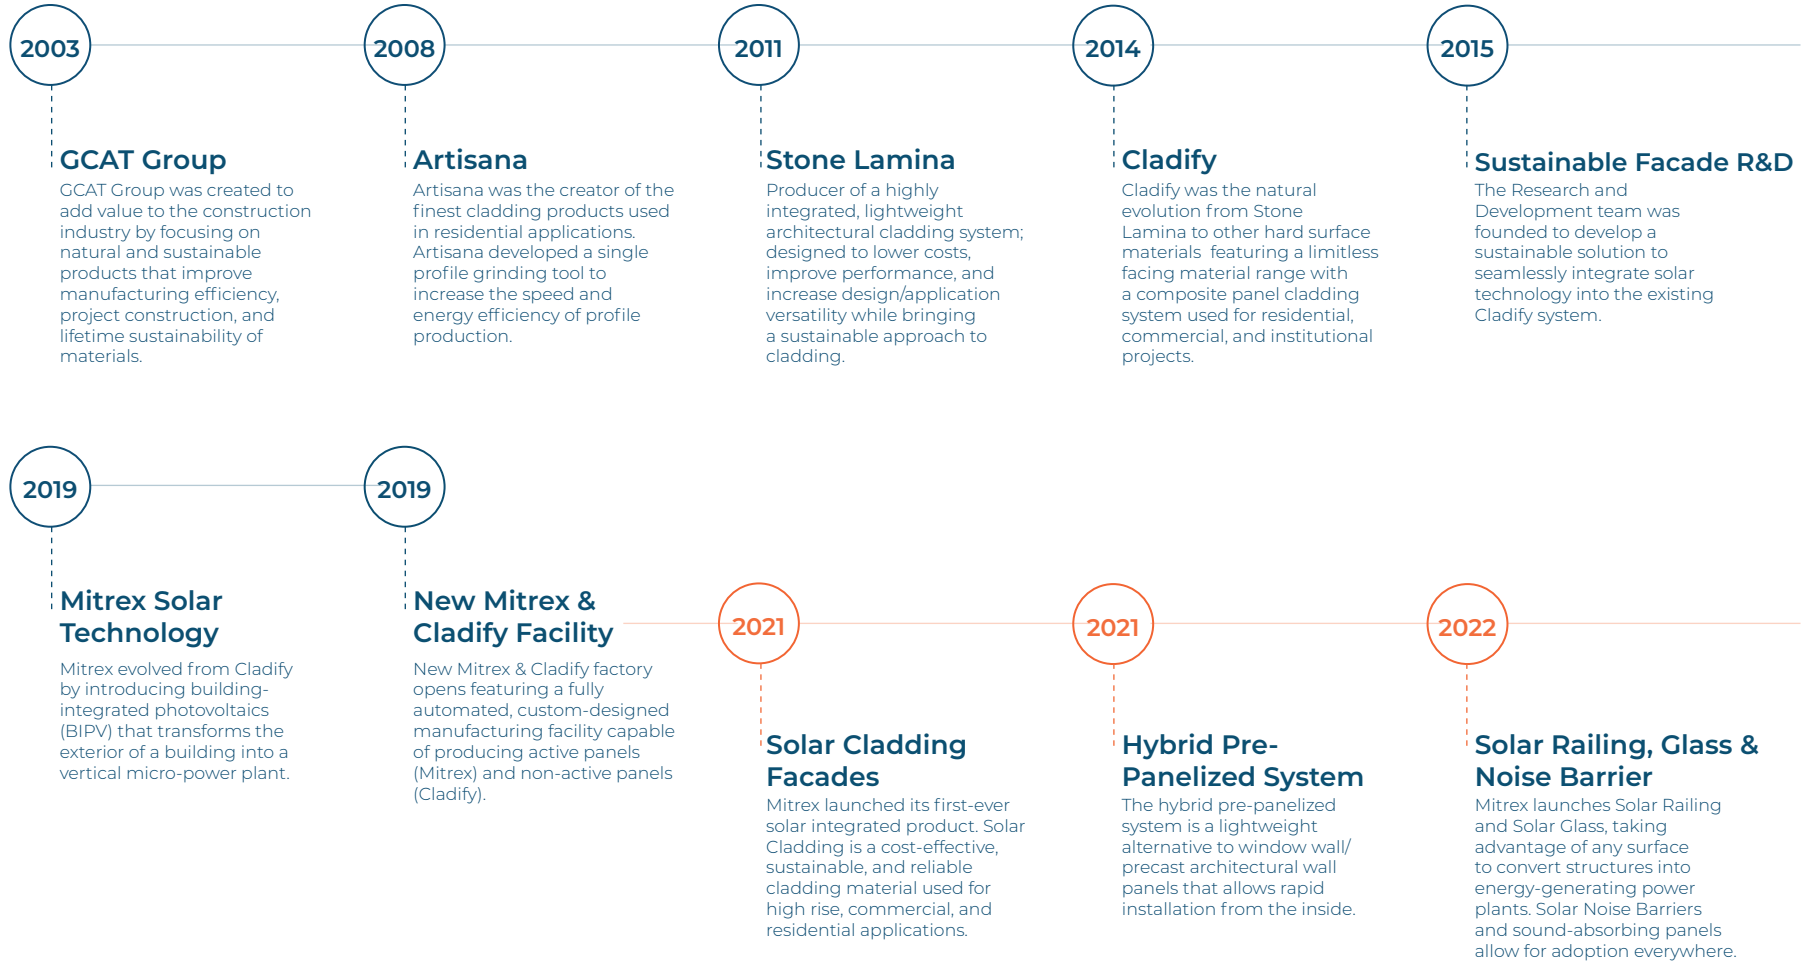 2003
GCAT Group
GCAT Group was created to
add value to the construction
industry by focusing on
natural and sustainable
products that improve
manufacturing efficiency,
project construction, and
lifetime sustainability of
materials.
2008
Artisana
Artisana was the creator of the
finest cladding products used
in residential applications.
Artisana developed a single
profile grinding tool to
increase the speed and
energy efficiency of profile
production.
2011
Stone Lamina
Producer of a highly
integrated, lightweight
architectural cladding system;
designed to lower costs,
improve performance, and
increase design/application
versatility while bringing
a sustainable approach to
cladding.
2014
Cladify
Cladify was the natural
evolution from Stone
Lamina to other hard surface
materials  featuring a limitless
facing material range with
a composite panel cladding
system used for residential,
commercial, and institutional
projects.
2015
Sustainable Facade R&D
The Research and
Development team was
founded to develop a
sustainable solution to
seamlessly integrate solar
technology into the existing
Cladify system.
2019
Mitrex Solar
Technology
Mitrex evolved from Cladify
by introducing building-
integrated photovoltaics
(BIPV) that transforms the
exterior of a building into a
vertical micro-power plant.
2019
New Mitrex &
Cladify Facility
New Mitrex & Cladify factory
opens featuring a fully
automated, custom-designed
manufacturing facility capable
of producing active panels
(Mitrex) and non-active panels
(Cladify).
2021
Solar Cladding
Facades
Mitrex launched its first-ever
solar integrated product. Solar
Cladding is a cost-effective,
sustainable, and reliable
cladding material used for
high rise, commercial, and
residential applications.
2021
Hybrid Pre-
Panelized System
The hybrid pre-panelized
system is a lightweight
alternative to window wall/
precast architectural wall
panels that allows rapid
installation from the inside.
2022
Solar Railing, Glass &
Noise Barrier
Mitrex launches Solar Railing
and Solar Glass, taking
advantage of any surface
to convert structures into
energy-generating power
plants. Solar Noise Barriers
and sound-absorbing panels
allow for adoption everywhere.